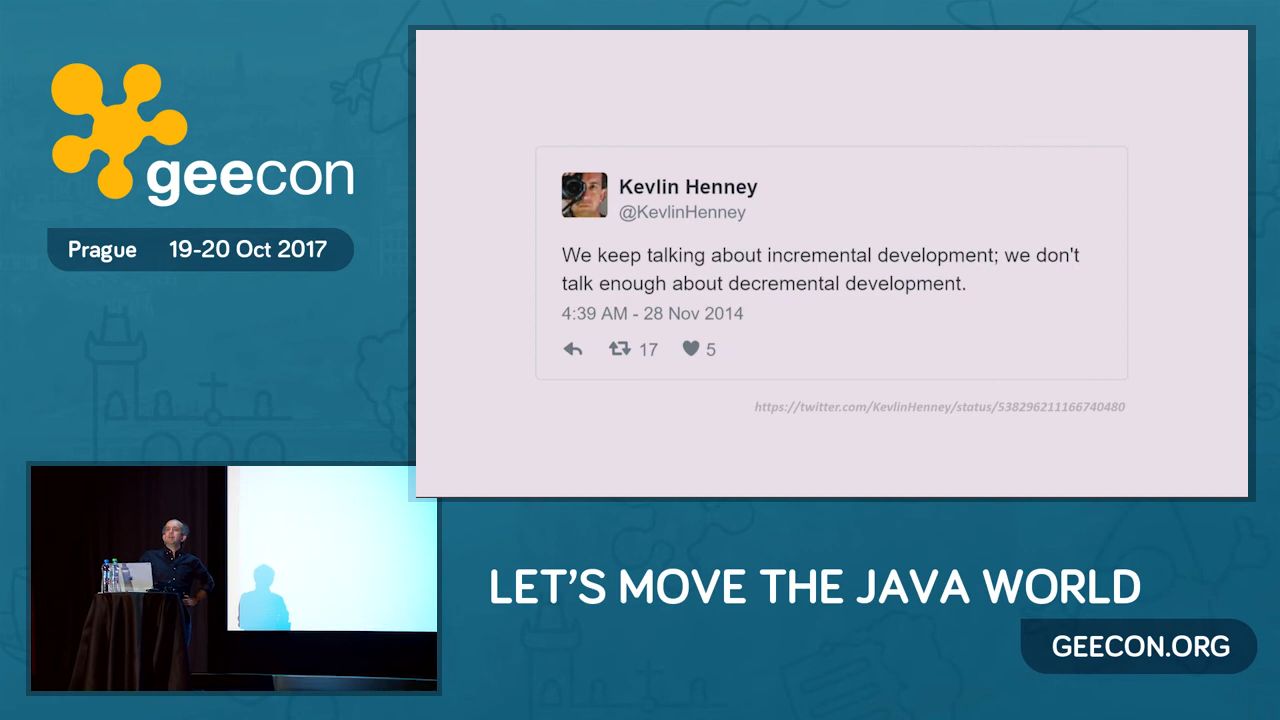 geecon
Prague 19-20 Oct 2017
Kevlin Henney
@KevlinHenney
We keep talking about incremental development; we don't
talk enough about decremental development.
4:39 AM - 28 Nov 2014
17 5
https://twitter.com/KevlinHenney/status/538296211166740480
LET'S MOVE THE JAVA WORLD
GEECON.ORG